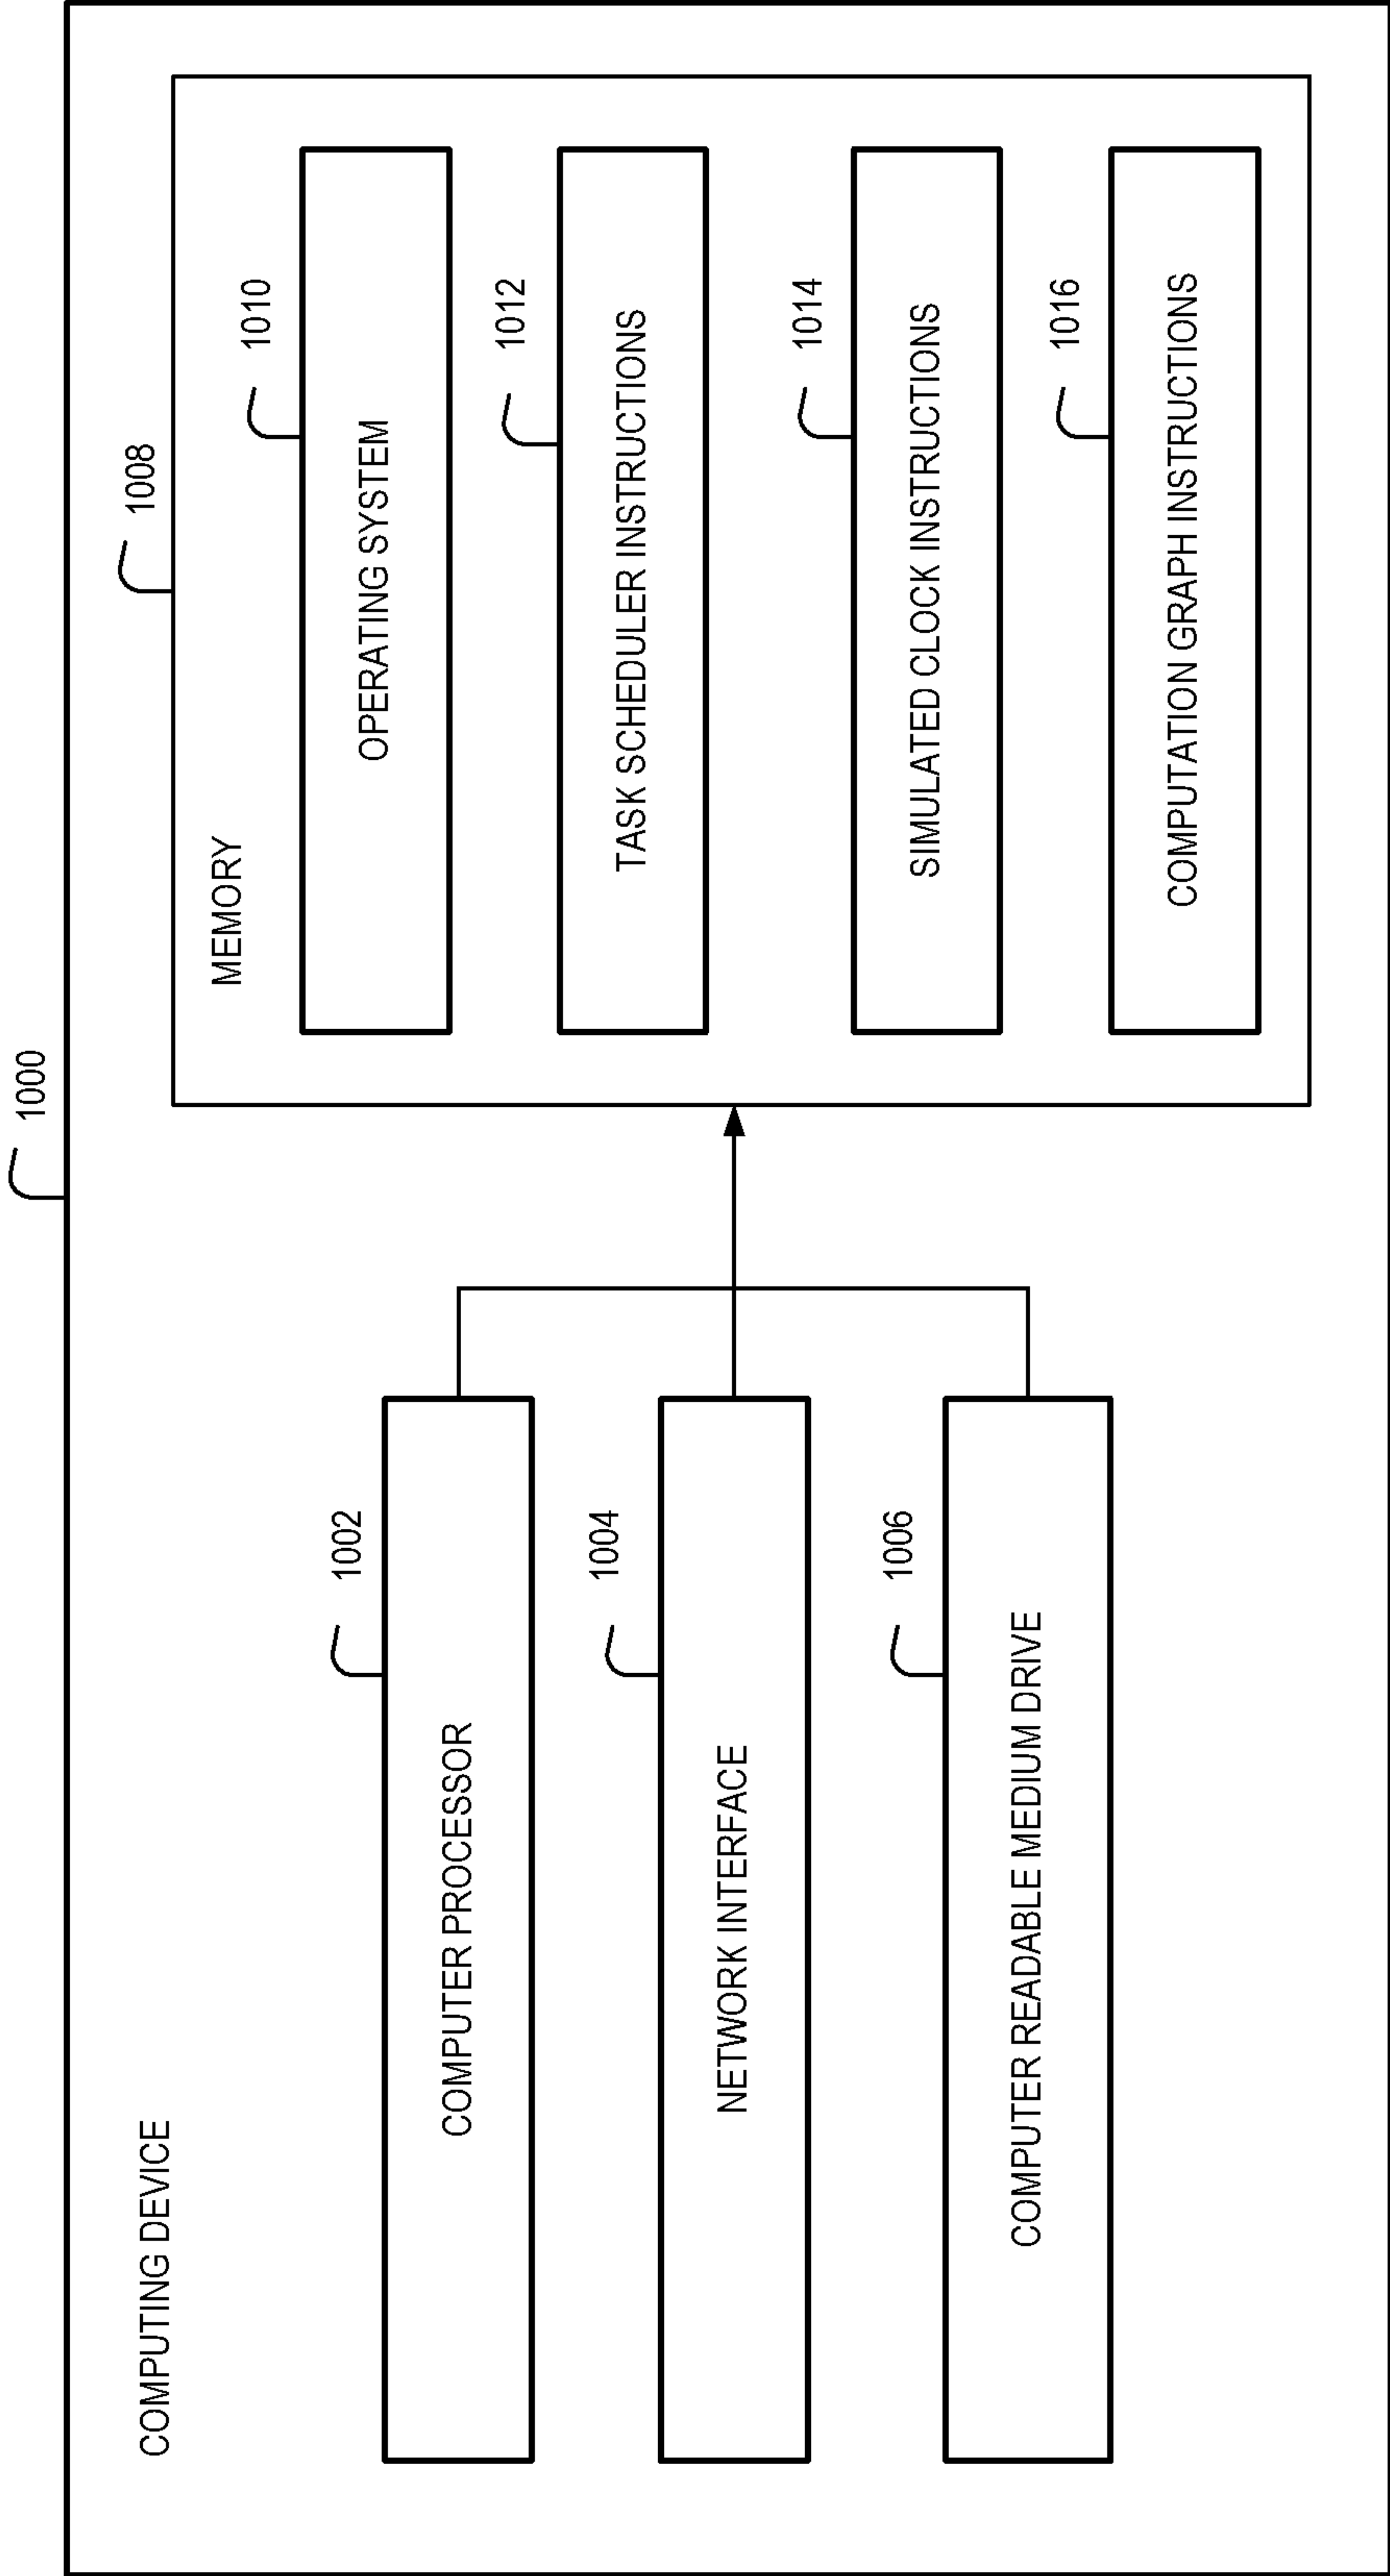 1000
COMPUTING DEVICE
1002
COMPUTER PROCESSOR
1004
NETWORK INTERFACE
1006
COMPUTER READABLE MEDIUM DRIVE
1008
MEMORY
1010
OPERATING SYSTEM
1012
TASK SCHEDULER INSTRUCTIONS
1014
SIMULATED CLOCK INSTRUCTIONS
1016
COMPUTATION GRAPH INSTRUCTIONS